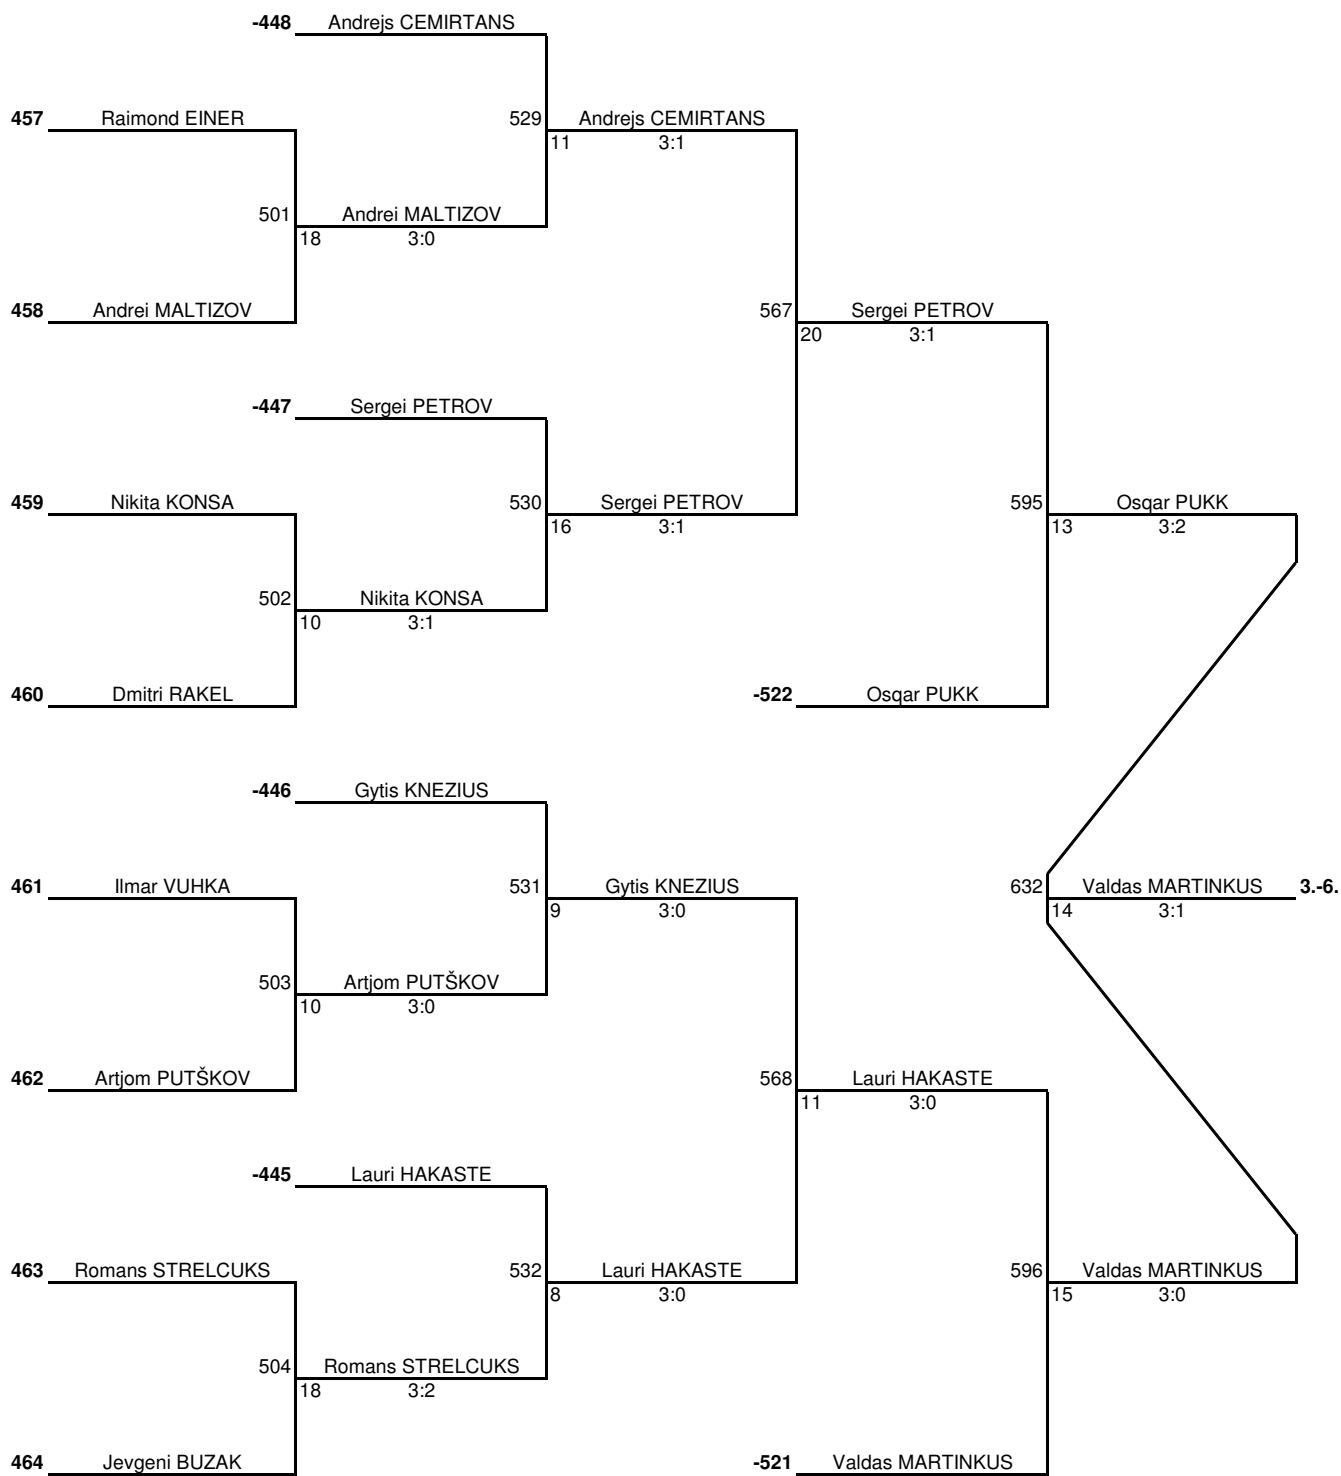 -448 Andrejs CEMIRTANS
457 Raimond EINER 529 Andrejs CEMIRTANS
11 3:1
501 Andrei MALTIZOV
18 3:0
458 Andrei MALTIZOV 567 Sergei PETROV
20 3:1
-447 Sergei PETROV
459 Nikita KONSA 530 Sergei PETROV 595 Osqar PUKK
16 3:1 13 3:2
502 Nikita KONSA
10 3:1
460 Dmitri RAKEL -522 Osqar PUKK
-446 Gytis KNEZIUS
461 Ilmar VUHKA 531 Gytis KNEZIUS 632 Valdas MARTINKUS 3.-6.
9 3:0 14 3:1
503 Artjom PUTŠKOV
10 3:0
462 Artjom PUTŠKOV 568 Lauri HAKASTE
11 3:0
-445 Lauri HAKASTE
463 Romans STRELCUKS 532 Lauri HAKASTE 596 Valdas MARTINKUS
8 3:0 15 3:0
504 Romans STRELCUKS
18 3:2
464 Jevgeni BUZAK -521 Valdas MARTINKUS